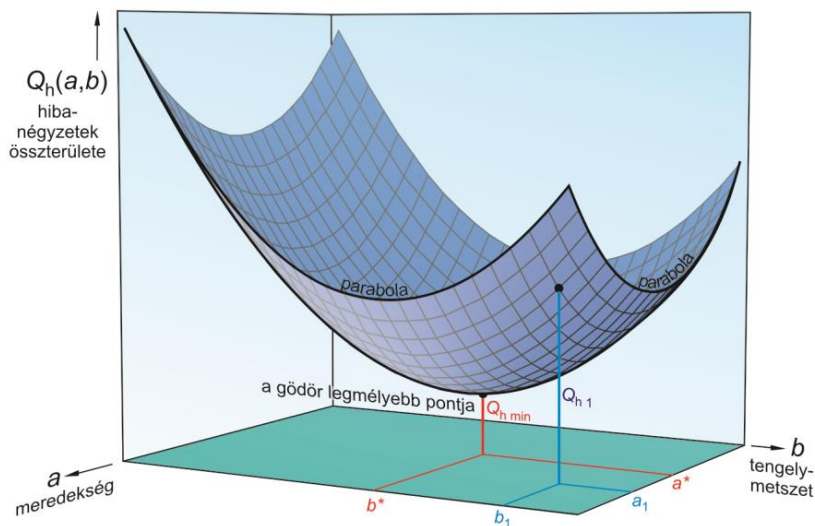 Qh(a,b)
hiba-
négyzetek
összterülete
parabola
parabola
a gödör legmélyebb pontja
Qh min
Qh 1
a
meredekség
b
tengely-
metszet
b*
b1
a1
a*